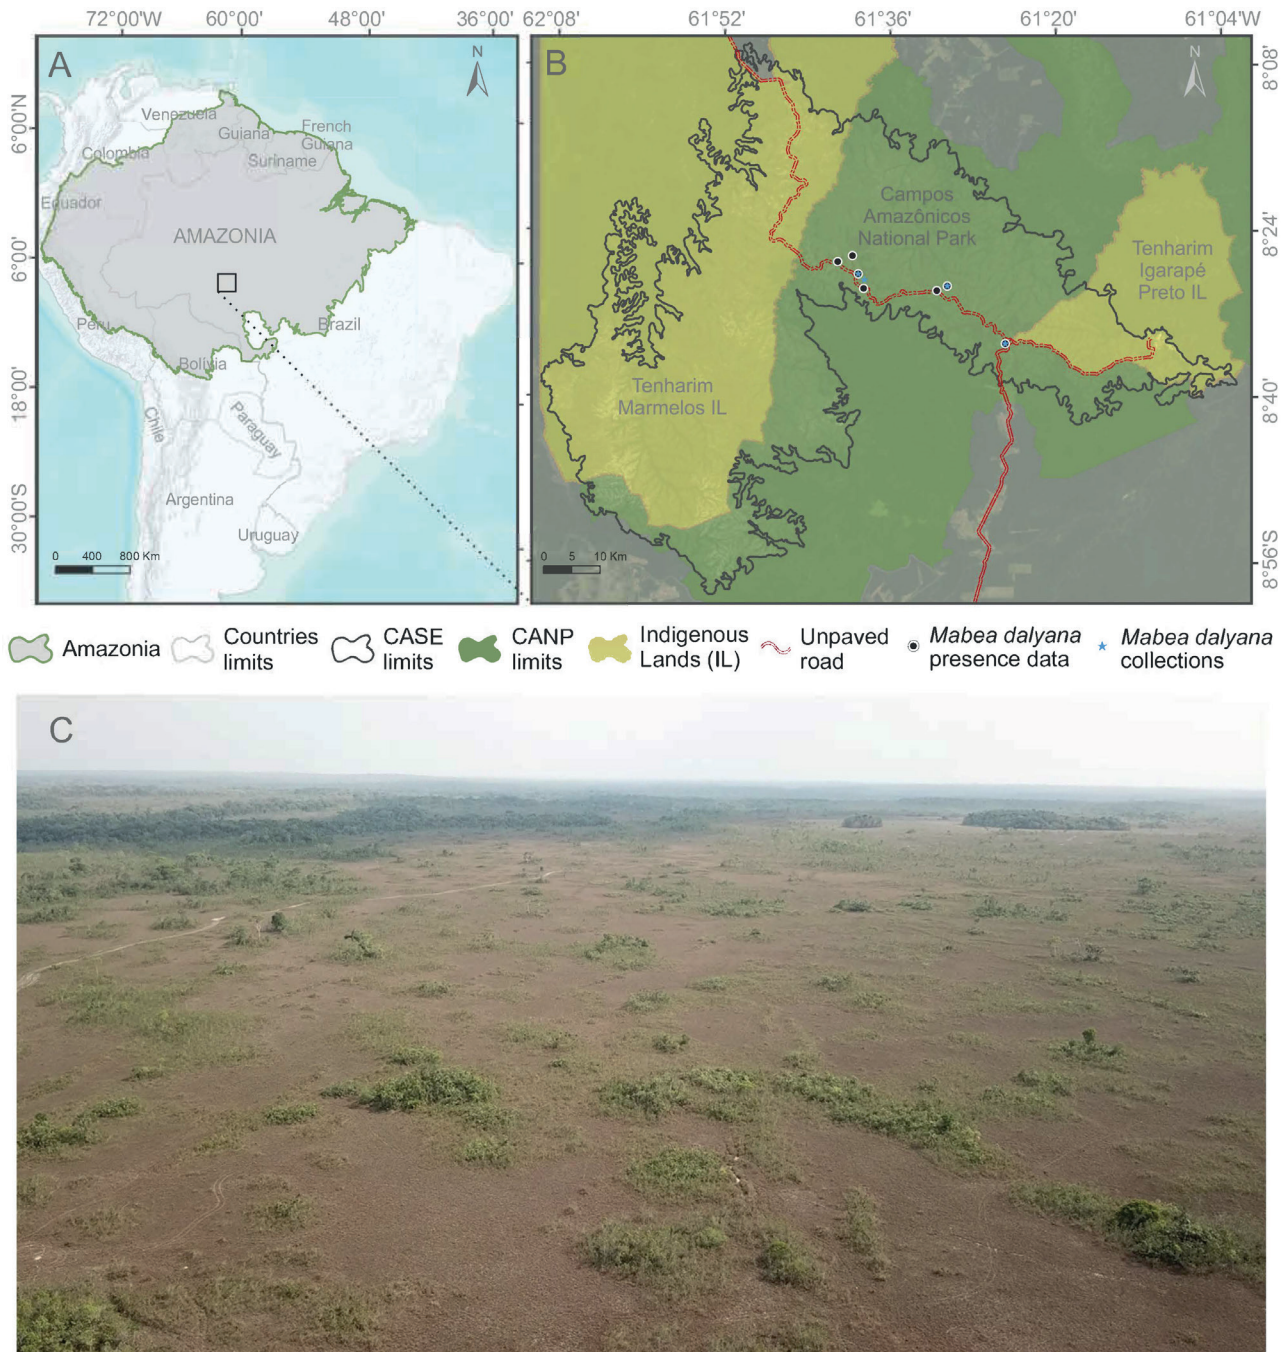 72°00'W 60°00' 48°00' 36°00'
62°08' 61°52' 61°36' 61°20' 61°04'W
A
N
6°00'N
6°00'
18°00'
30°00'S
Venezuela
Guiana
French
Guiana
Suriname
Colombia
Equador
AMAZONIA
Peru
Brazil
Bolívia
Chile
Paraguay
Argentina
Uruguay
0 400 800 Km
B
N
8°08'
8°24'
8°40'
8°56'S
Campos
Amazônicos
National Park
Tenharim
Igarapé
Preto IL
Tenharim
Marmelos IL
0 5 10 Km
Amazonia
Countries
limits
CASE
limits
CANP
limits
Indigenous
Lands (IL)
Unpaved
road
Mabea dalyana
presence data
Mabea dalyana
collections
C